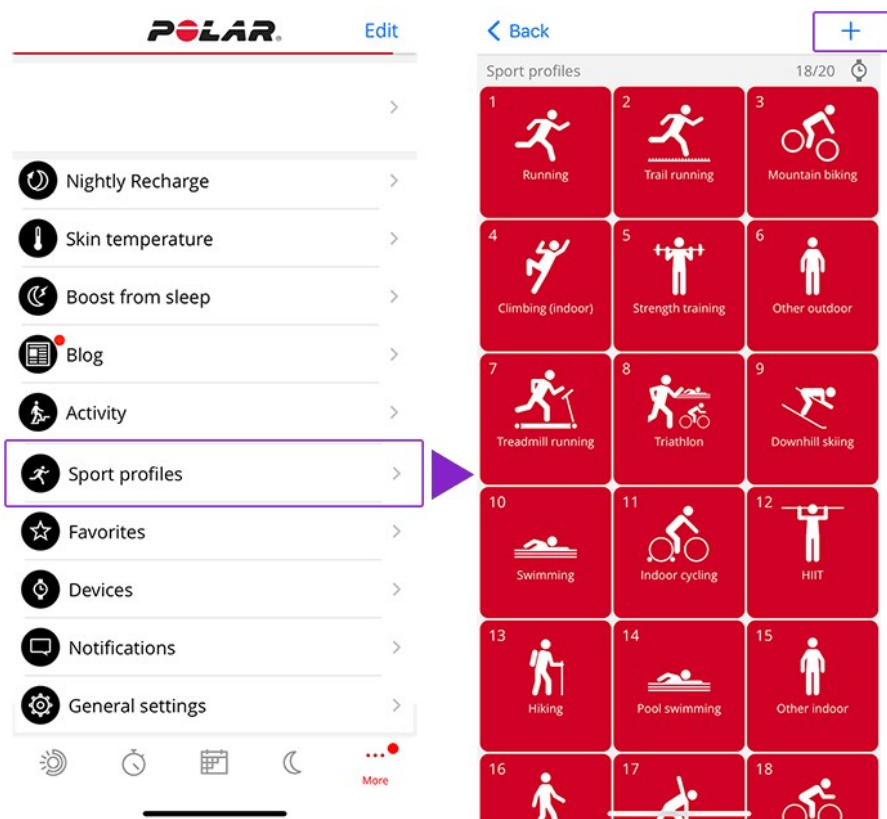 POLAR.
Edit
Nightly Recharge
Skin temperature
Boost from sleep
Blog
Activity
Sport profiles
Favorites
Devices
Notifications
General settings
More
Back
+
Sport profiles 18/20
1 2 3
Running Trail running Mountain biking
4 5 6
Climbing (indoor) Strength training Other outdoor
7 8 9
Treadmill running Triathlon Downhill skiing
10 11 12
Swimming Indoor cycling HIIT
13 14 15
Hiking Pool swimming Other indoor
16 17 18